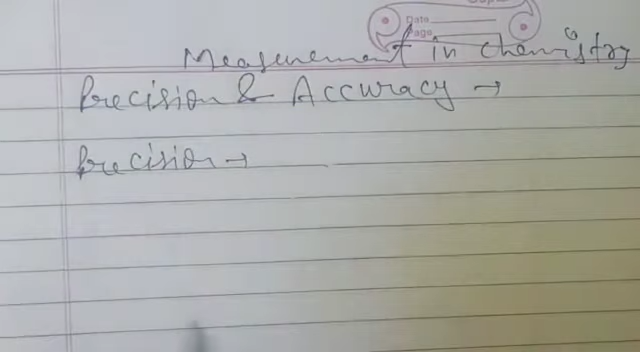 Date
Page
Measurement in chemistry
Precision & Accuracy →
Precision →